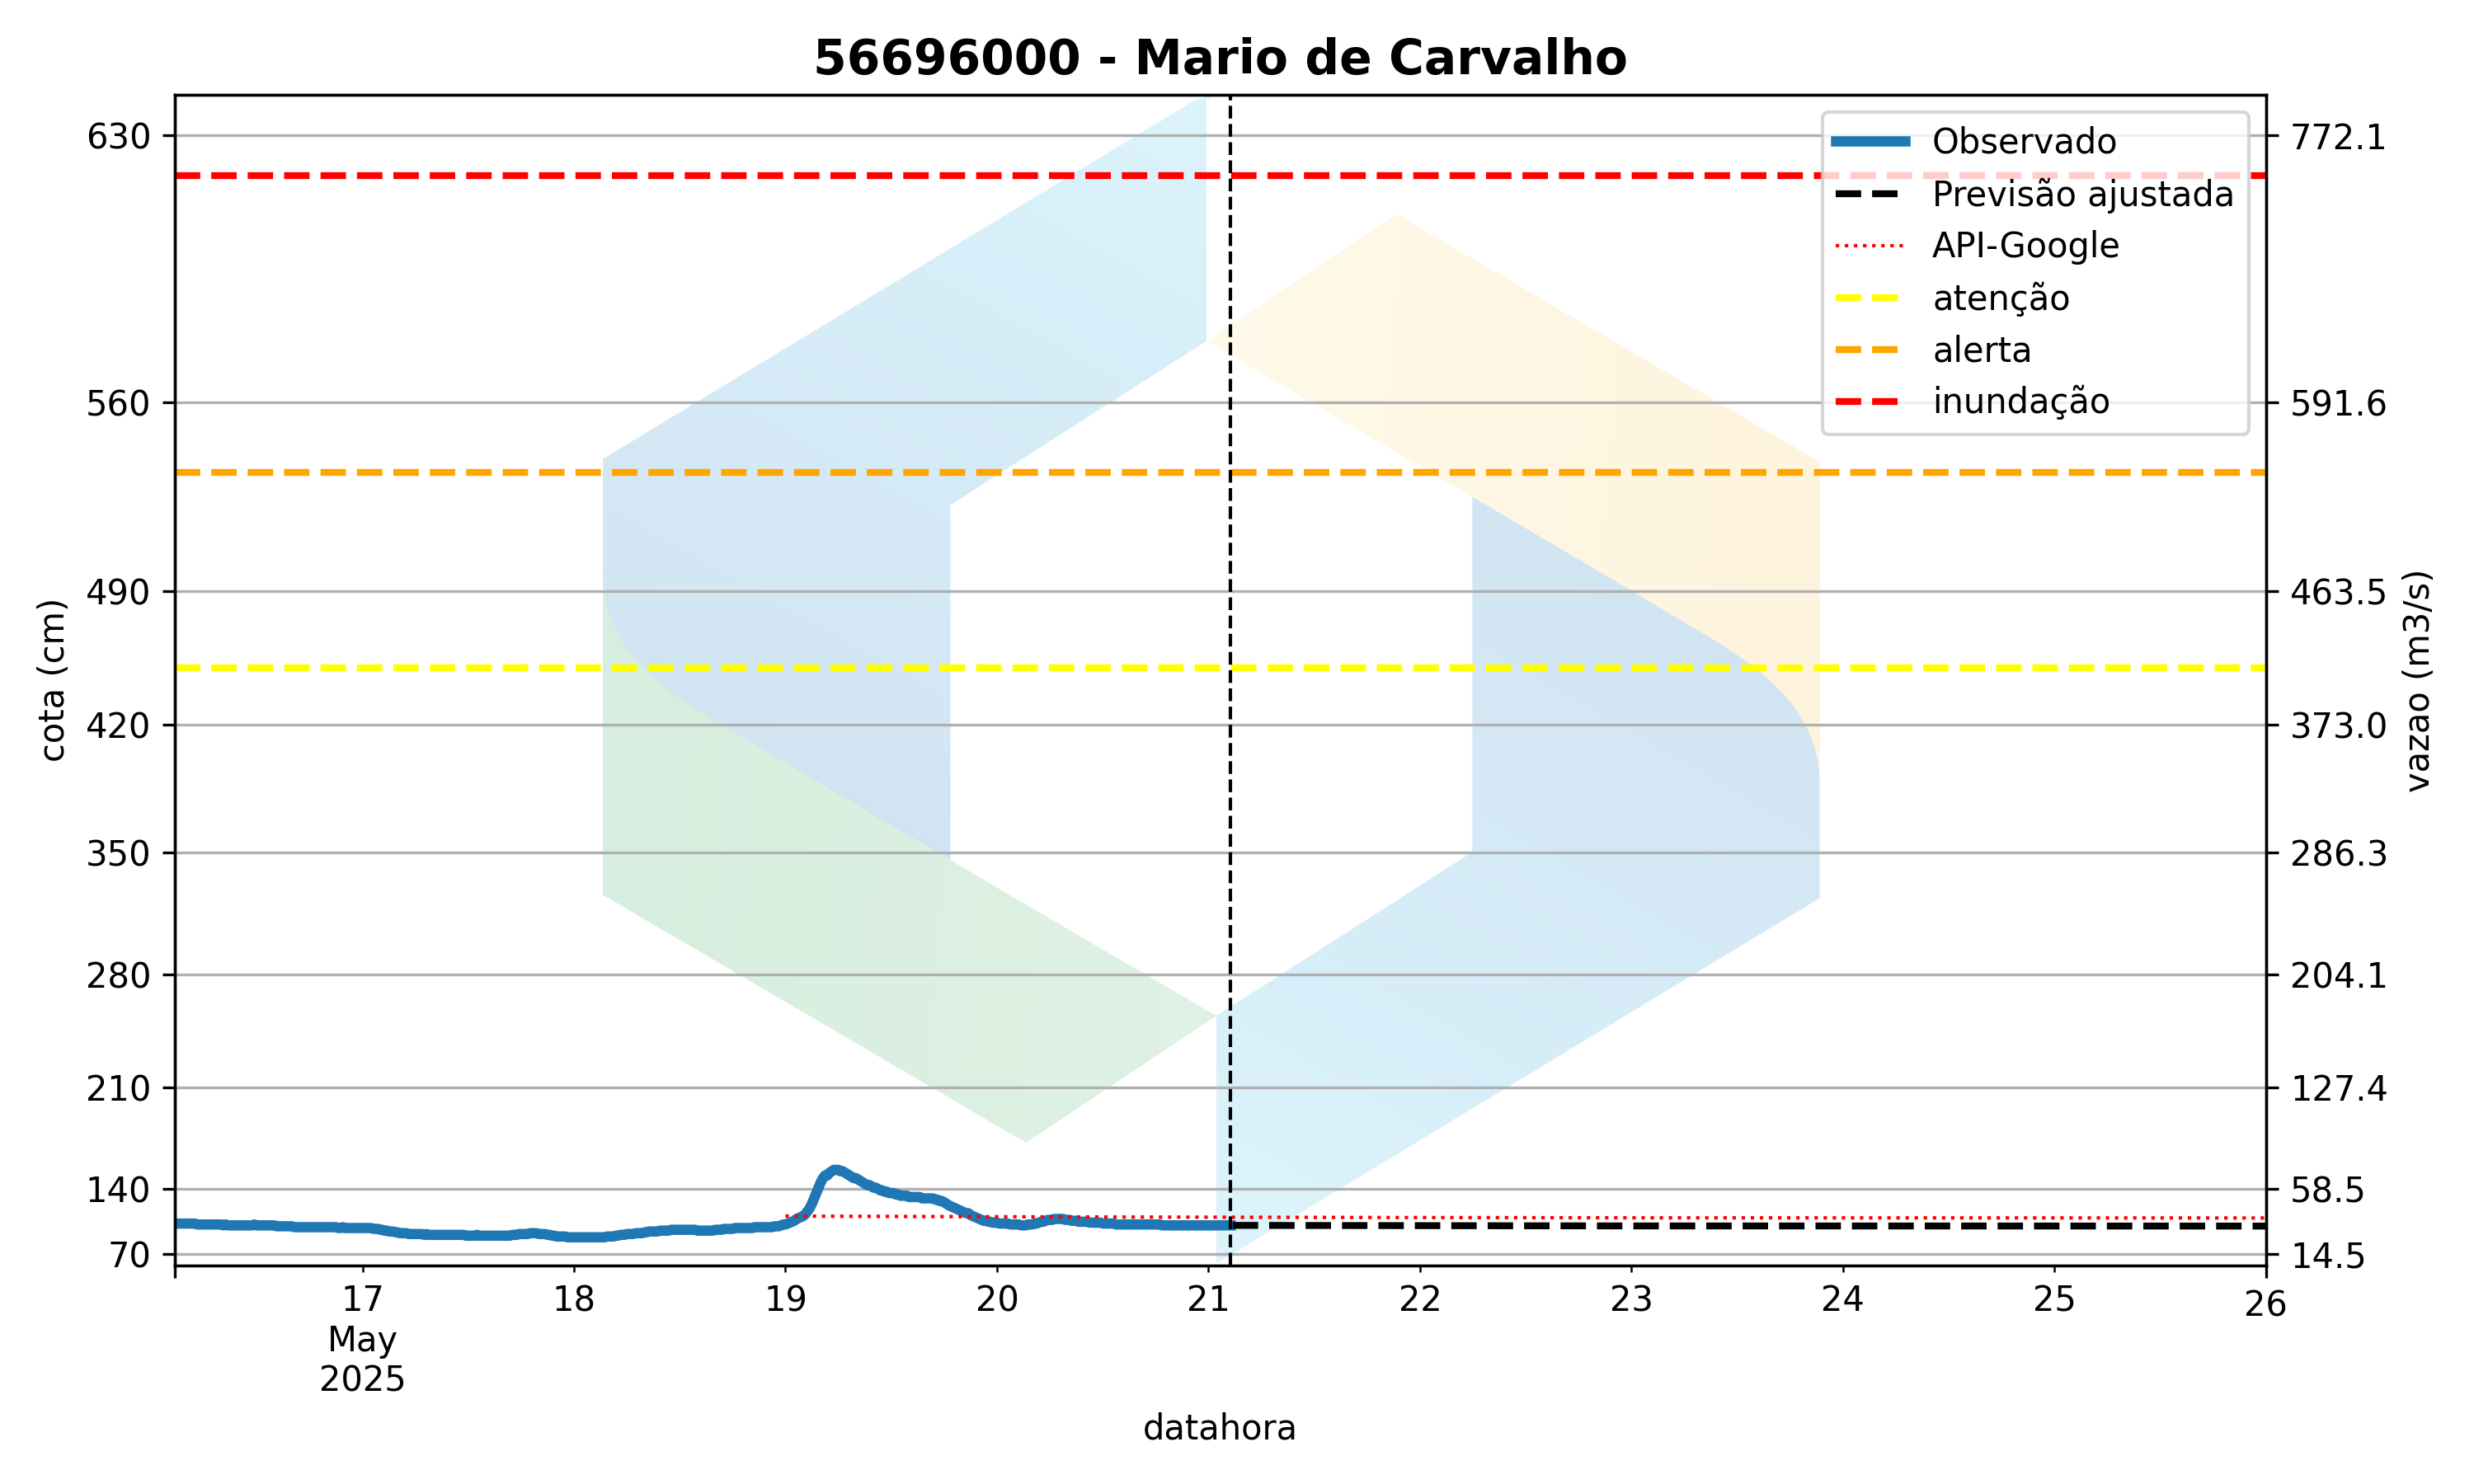 56696000 - Mario de Carvalho
630
560
490
420
350
280
210
140
70
cota (cm)
772.1
591.6
463.5
373.0
286.3
204.1
127.4
58.5
14.5
vazao (m3/s)
Observado
Previsão ajustada
API-Google
atenção
alerta
inundação
17
18
19
20
21
22
23
24
25
26
May
2025
datahora